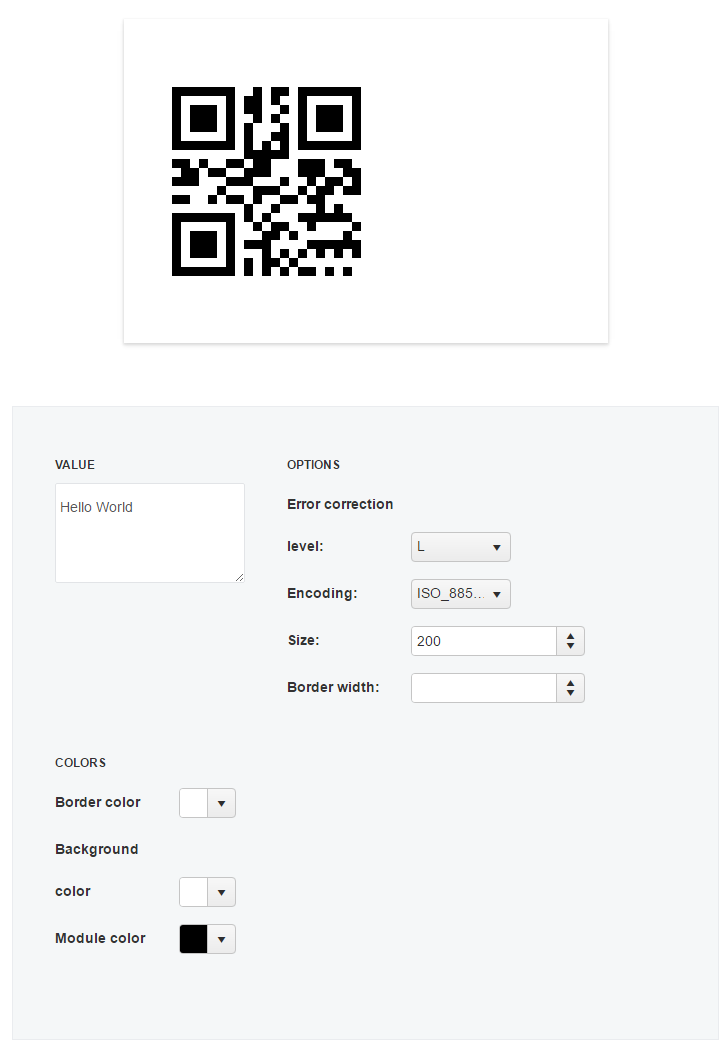 VALUE
Hello World
OPTIONS
Error correction
level:
L
Encoding:
ISO_885...
Size:
200
Border width:
COLORS
Border color
Background
color
Module color